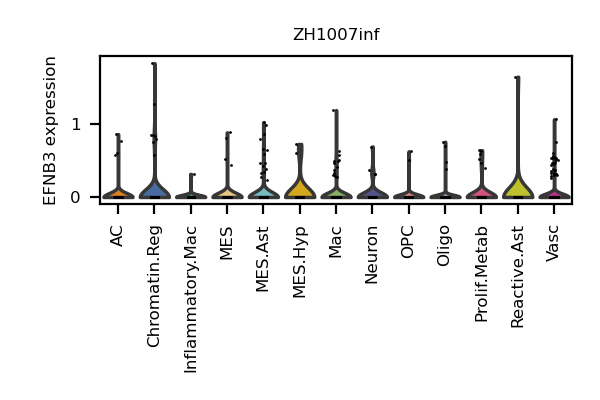 ZH1007inf
EFNB3 expression
1
0
AC
Chromatin.Reg
Inflammatory.Mac
MES
MES.Ast
MES.Hyp
Mac
Neuron
OPC
Oligo
Prolif.Metab
Reactive.Ast
Vasc